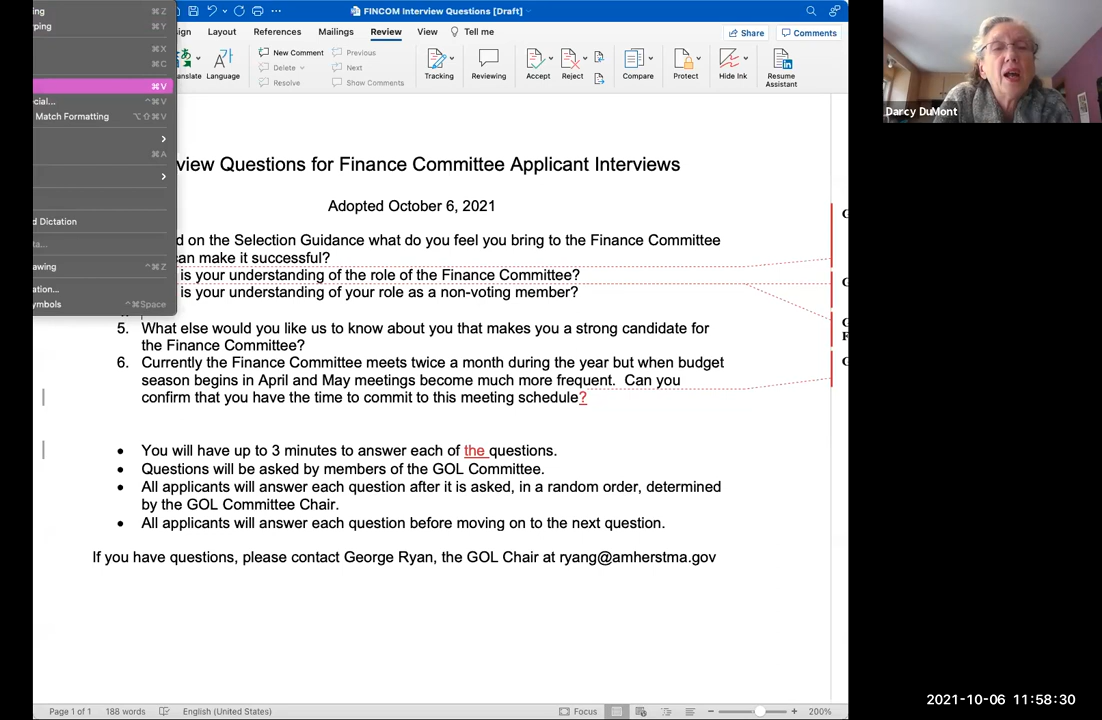 ing ⌘Z
ping ⌘Y
⌘X
⌘C
⌘V
cial... ^⌘V
Match Formatting ⌥⇧⌘V
⌘A
d Dictation
ta...
awing ^⌘Z
ation...
ymbols ^⌘Space
FINCOM Interview Questions [Draft]
sign Layout References Mailings Review View Tell me
Share Comments
anslate Language
New Comment Previous
Delete Next
Resolve Show Comments
Tracking Reviewing Accept Reject Compare Protect Hide Ink Resume Assistant
view Questions for Finance Committee Applicant Interviews
Adopted October 6, 2021
d on the Selection Guidance what do you feel you bring to the Finance Committee
can make it successful?
is your understanding of the role of the Finance Committee?
is your understanding of your role as a non-voting member?
5. What else would you like us to know about you that makes you a strong candidate for
the Finance Committee?
6. Currently the Finance Committee meets twice a month during the year but when budget
season begins in April and May meetings become much more frequent. Can you
confirm that you have the time to commit to this meeting schedule?
• You will have up to 3 minutes to answer each of the questions.
• Questions will be asked by members of the GOL Committee.
• All applicants will answer each question after it is asked, in a random order, determined
by the GOL Committee Chair.
• All applicants will answer each question before moving on to the next question.
If you have questions, please contact George Ryan, the GOL Chair at ryang@amherstma.gov
Page 1 of 1 188 words English (United States) Focus 200%
Darcy DuMont
2021-10-06 11:58:30